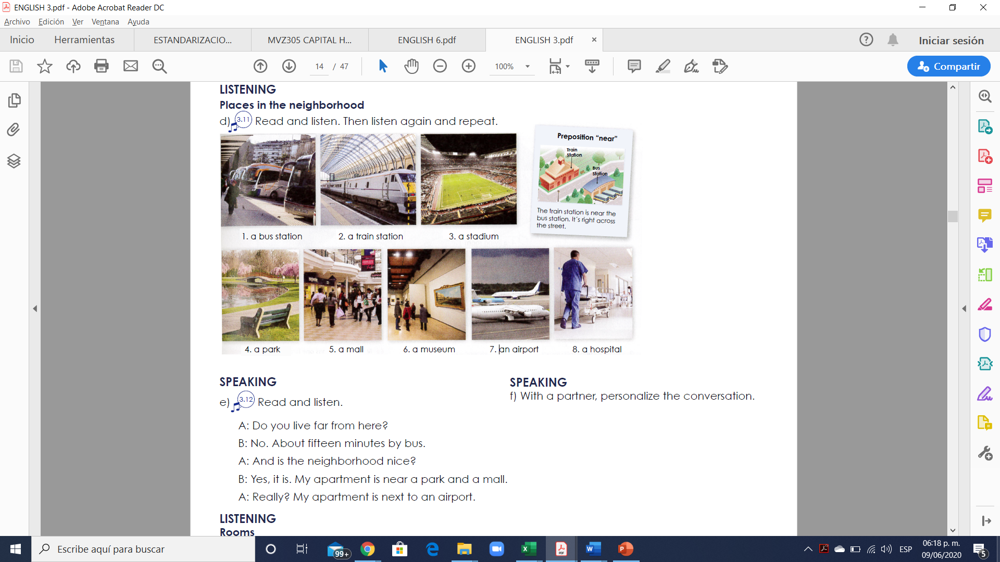 ENGLISH 3.pdf - Adobe Acrobat Reader DC
Archivo Edición Ver Ventana Ayuda
Inicio Herramientas ESTANDARIZACIO... MVZ305 CAPITAL H... ENGLISH 6.pdf ENGLISH 3.pdf × Iniciar sesión
14 / 47 100% Compartir
LISTENING
Places in the neighborhood
d) 3.11 Read and listen. Then listen again and repeat.
Preposition “near”
Train
Station
Bus
Station
The train station is near the
bus station. It´s right across
the street.
1. a bus station 2. a train station 3. a stadium
4. a park 5. a mall 6. a museum 7. an airport 8. a hospital
SPEAKING
e) 3.12 Read and listen.
A: Do you live far from here?
B: No. About fifteen minutes by bus.
A: And is the neighborhood nice?
B: Yes, it is. My apartment is near a park and a mall.
A: Really? My apartment is next to an airport.
SPEAKING
f) With a partner, personalize the conversation.
LISTENING
Rooms
Escribe aquí para buscar
99+
ESP
06:18 p. m.
09/06/2020
5